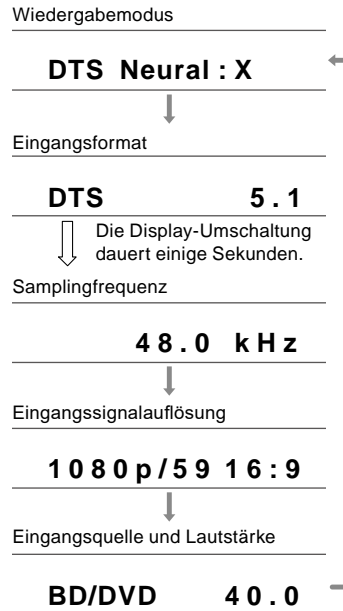 Wiedergabemodus
DTS Neural:X
Eingangsformat
DTS 5.1
Die Display-Umschaltung
dauert einige Sekunden.
Samplingfrequenz
48.0 kHz
Eingangssignalauflösung
1080p/59 16:9
Eingangsquelle und Lautstärke
BD/DVD 40.0